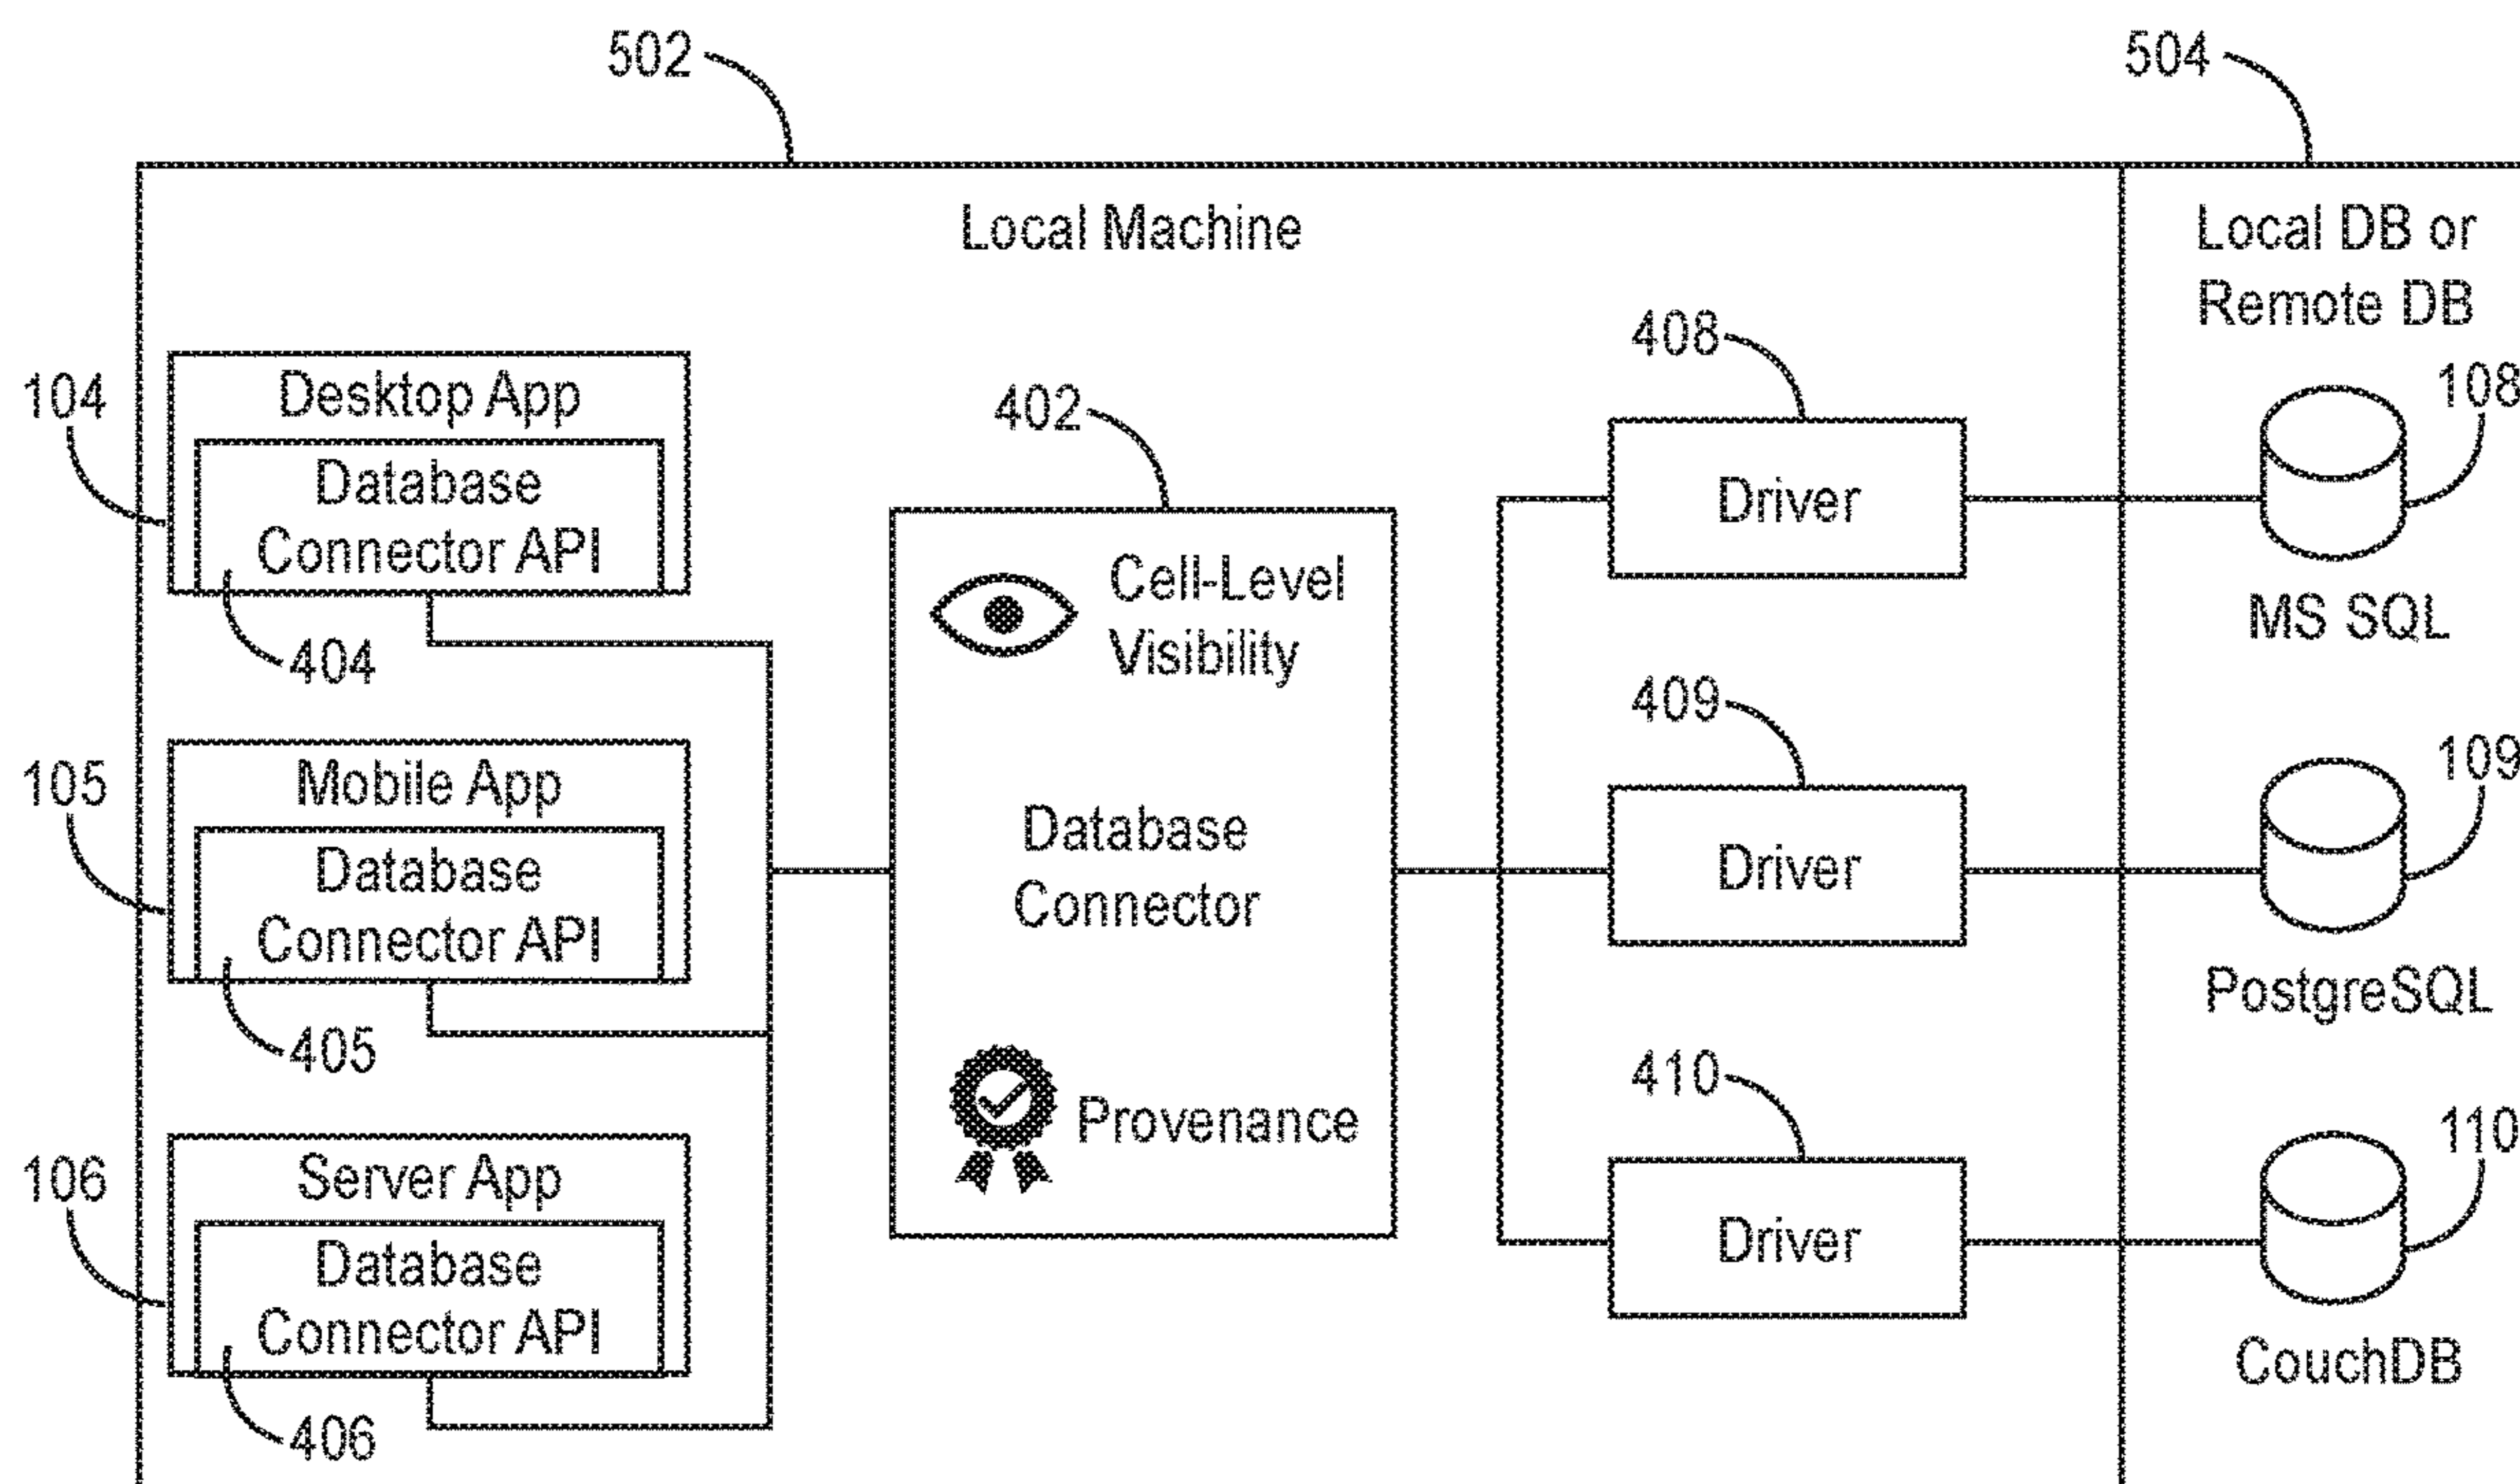 502
504
Local Machine
Local DB or
Remote DB
104
Desktop App
Database
Connector API
404
105
Mobile App
Database
Connector API
405
106
Server App
Database
Connector API
406
402
Cell-Level
Visibility
Database
Connector
Provenance
408
Driver
409
Driver
410
Driver
108
MS SQL
109
PostgreSQL
110
CouchDB